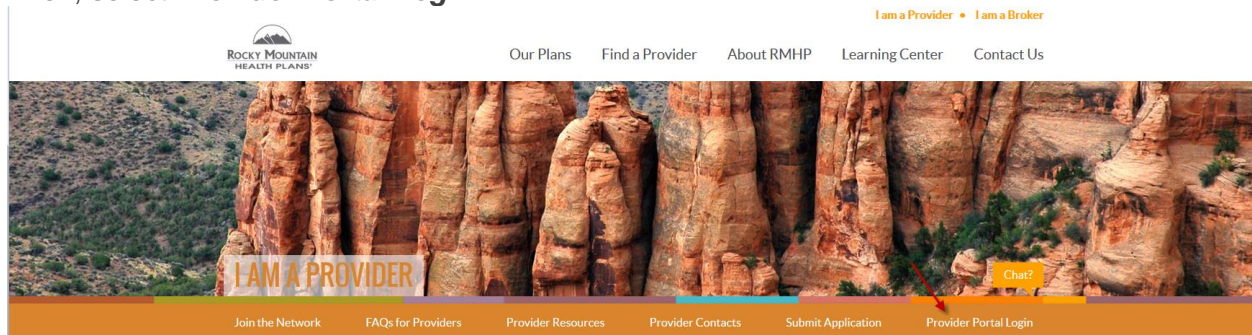 I am a Provider • I am a Broker
ROCKY MOUNTAIN
HEALTH PLANS
Our Plans Find a Provider About RMHP Learning Center Contact Us
I AM A PROVIDER
Chat?
Join the Network FAQs for Providers Provider Resources Provider Contacts Submit Application Provider Portal Login